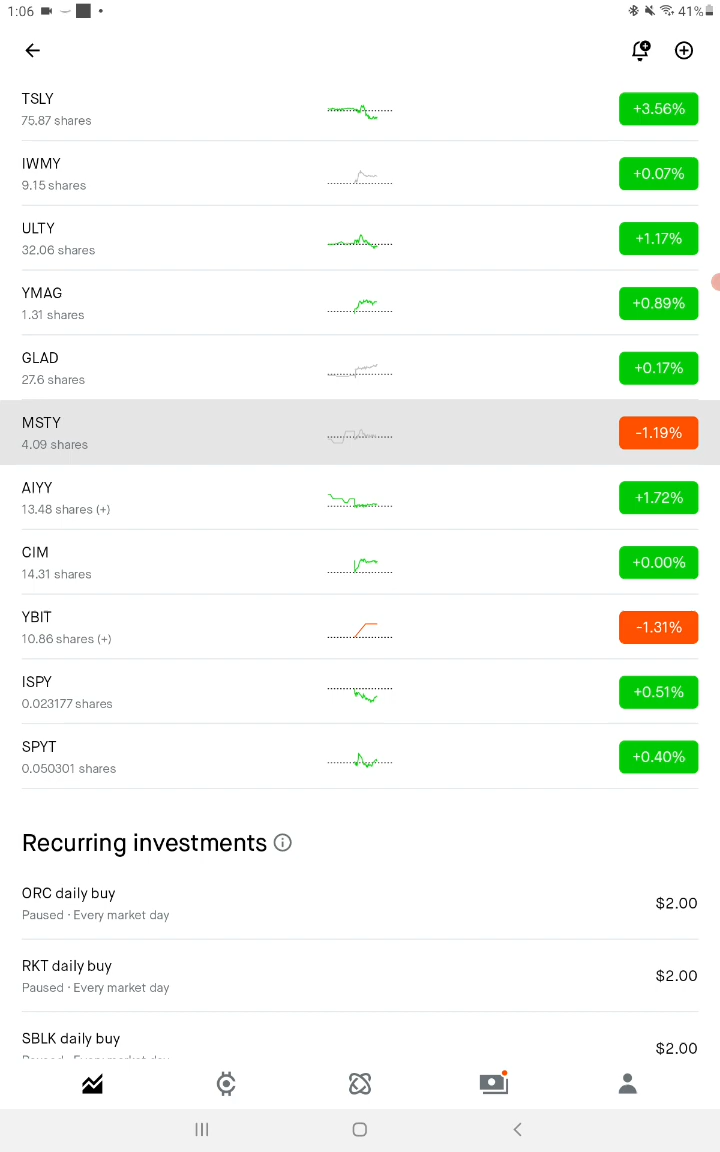 1:06
41%
TSLY
75.87 shares
+3.56%
IWMY
9.15 shares
+0.07%
ULTY
32.06 shares
+1.17%
YMAG
1.31 shares
+0.89%
GLAD
27.6 shares
+0.17%
MSTY
4.09 shares
-1.19%
AIYY
13.48 shares (+)
+1.72%
CIM
14.31 shares
+0.00%
YBIT
10.86 shares (+)
-1.31%
ISPY
0.023177 shares
+0.51%
SPYT
0.050301 shares
+0.40%
Recurring investments
ORC daily buy
Paused · Every market day
$2.00
RKT daily buy
Paused · Every market day
$2.00
SBLK daily buy
$2.00